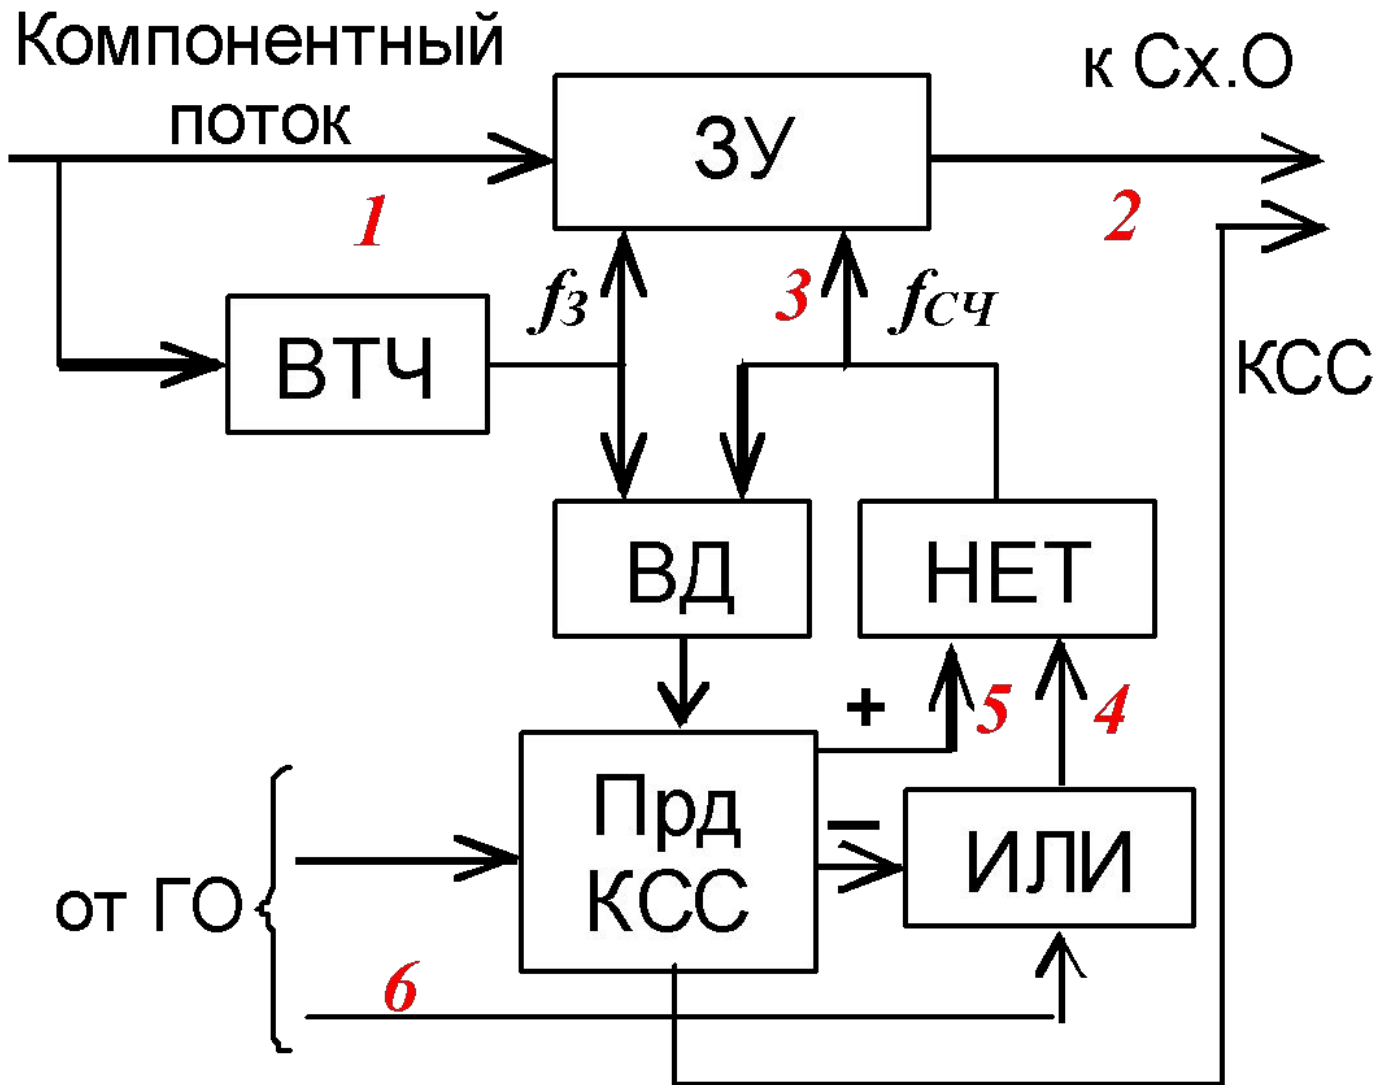 Компонентный
поток
к Сх.О
ЗУ
1
2
fЗ
3
fСЧ
ВТЧ
КСС
ВД
НЕТ
+
5
4
Прд
КСС
–
ИЛИ
от ГО
6